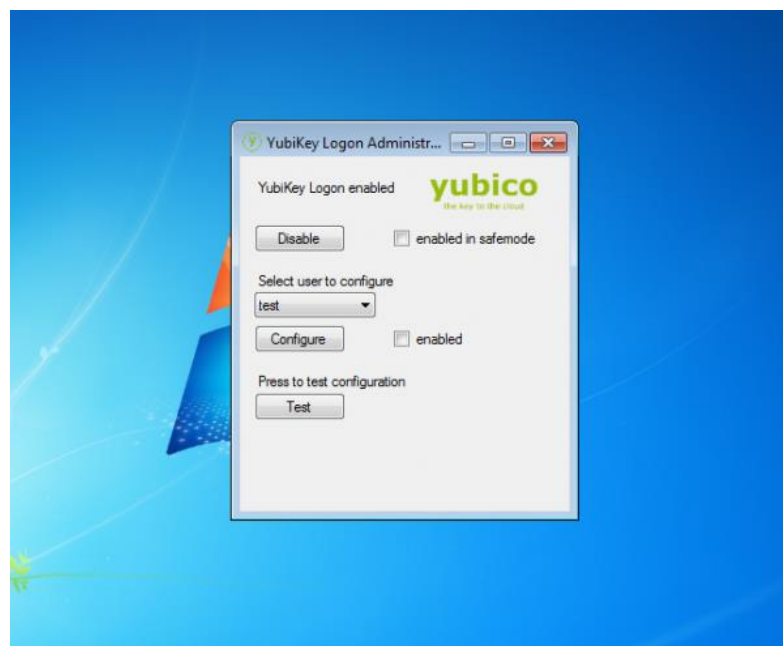 YubiKey Logon Administr...
YubiKey Logon enabled
yubico
the key to the cloud
Disable
enabled in safemode
Select user to configure
test
Configure
enabled
Press to test configuration
Test